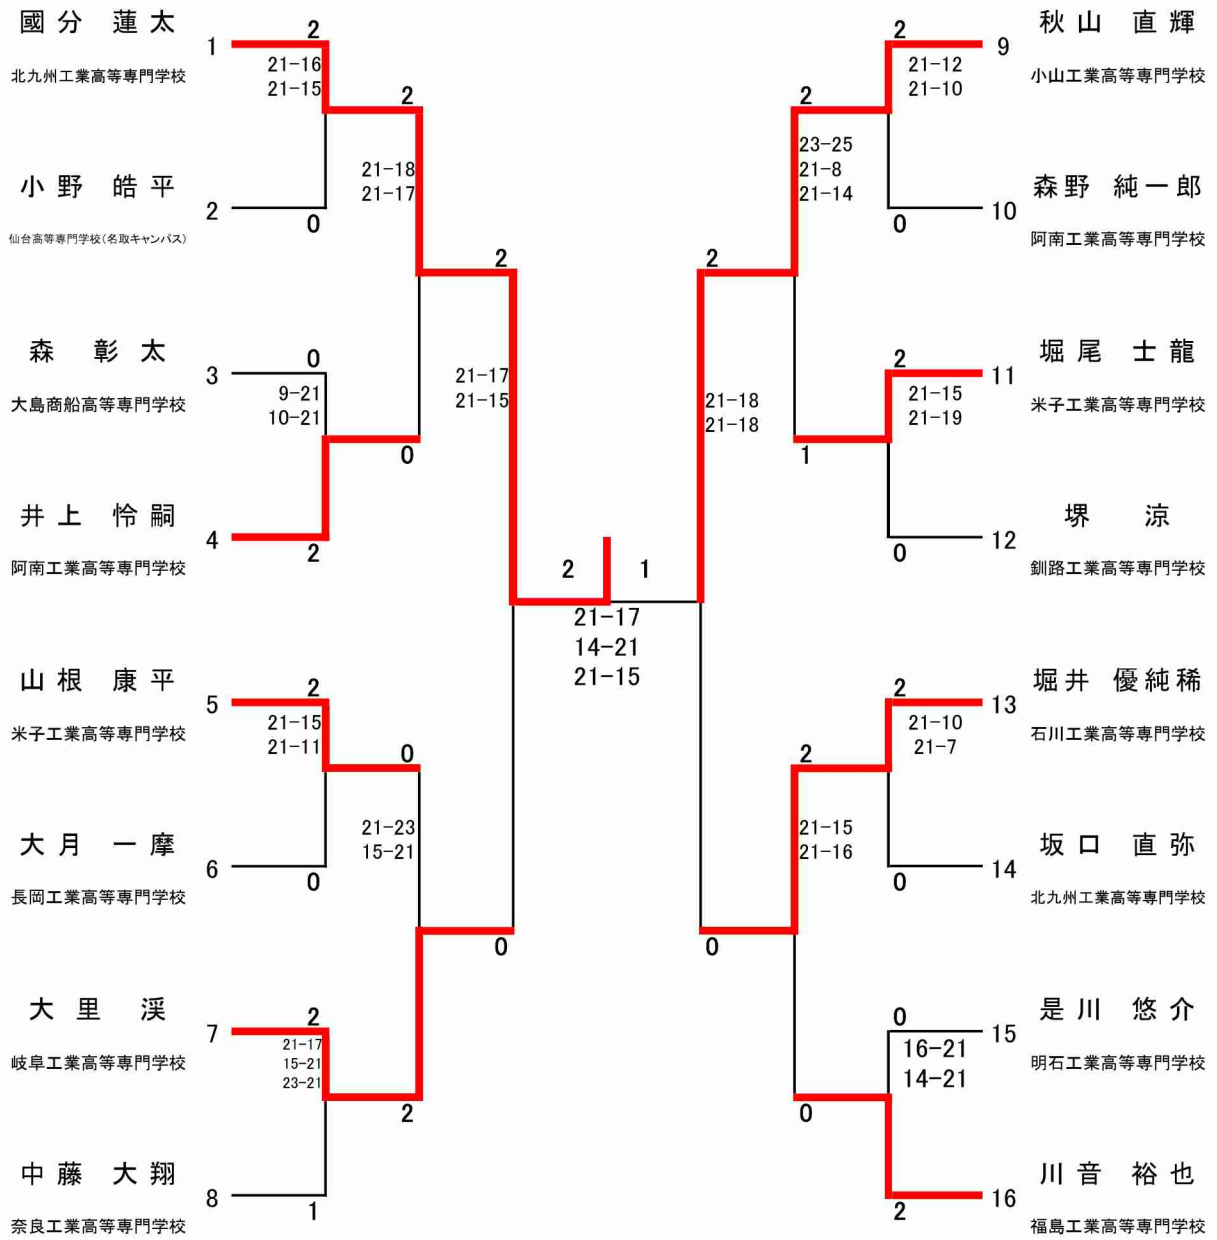 國分 蓮太
1
北九州工業高等専門学校
2
21-16
21-15
小野 皓平
2
仙台高等専門学校(名取キャンパス)
0
2
21-18
21-17
森 彰太
3
大島商船高等専門学校
0
9-21
10-21
井上 怜嗣
4
阿南工業高等専門学校
2
0
2
21-17
21-15
山根 康平
5
米子工業高等専門学校
2
21-15
21-11
大月 一摩
6
長岡工業高等専門学校
0
0
21-23
15-21
大里 渓
7
岐阜工業高等専門学校
2
21-17
15-21
23-21
中藤 大翔
8
奈良工業高等専門学校
1
2
0
2 1
21-17
14-21
21-15
秋山 直輝
9
小山工業高等専門学校
2
21-12
21-10
森野 純一郎
10
阿南工業高等専門学校
0
2
23-25
21-8
21-14
堀尾 士龍
11
米子工業高等専門学校
2
21-15
21-19
堺 涼
12
釧路工業高等専門学校
0
1
2
21-18
21-18
堀井 優純稀
13
石川工業高等専門学校
2
21-10
21-7
坂口 直弥
14
北九州工業高等専門学校
0
2
21-15
21-16
是川 悠介
15
明石工業高等専門学校
0
16-21
14-21
川音 裕也
16
福島工業高等専門学校
2
0
0